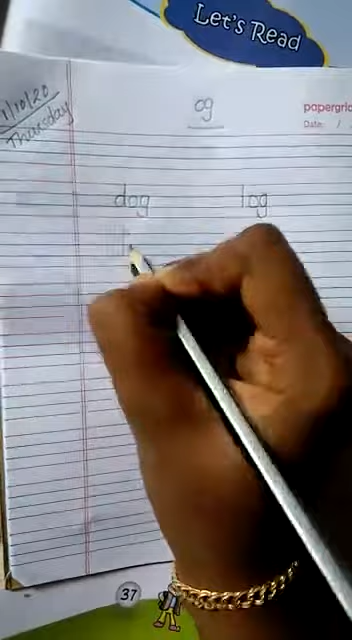 Let's Read
1/10/20
Thursday
og
papergrid
Date: / /
dog log
37